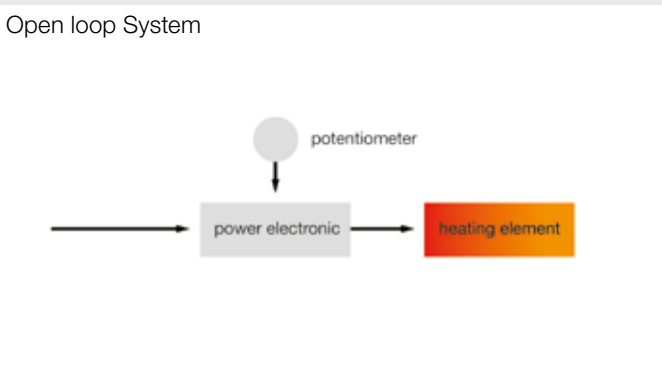 Open loop System
potentiometer
power electronic
heating element